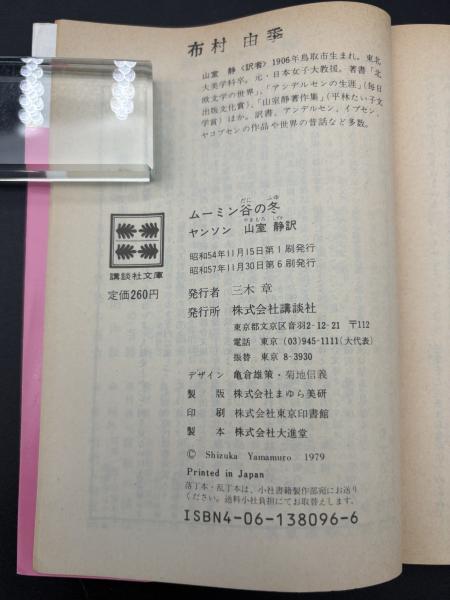 布村 由季
山室 静〈訳者〉1906年鳥取市生まれ。東北
大美学科卒。元・日本女子大教授。著書「北
欧文学の世界」、「アンデルセンの生涯」(毎日
出版文化賞)、「山室静著作集」(平林たい子文
学賞)ほか。訳書、アンデルセン、イプセン、
ヤコブセンの作品や世界の昔話など多数。
ムーミン谷の冬
ヤンソン 山室 静訳
昭和54年11月15日第1刷発行
昭和57年11月30日第6刷発行
講談社文庫
定価260円
発行者 三木 章
発行所 株式会社講談社
東京都文京区音羽2-12-21 〒112
電話 東京 (03)945-1111(大代表)
振替 東京 8-3930
デザイン 亀倉雄策・菊地信義
製 版 株式会社まゆら美研
印 刷 株式会社東京印書館
製 本 株式会社大進堂
© Shizuka Yamamuro 1979
Printed in Japan
落丁本・乱丁本は、小社書籍製作部宛にお送り
ください。送料小社負担にてお取替えします。
ISBN4-06-138096-6